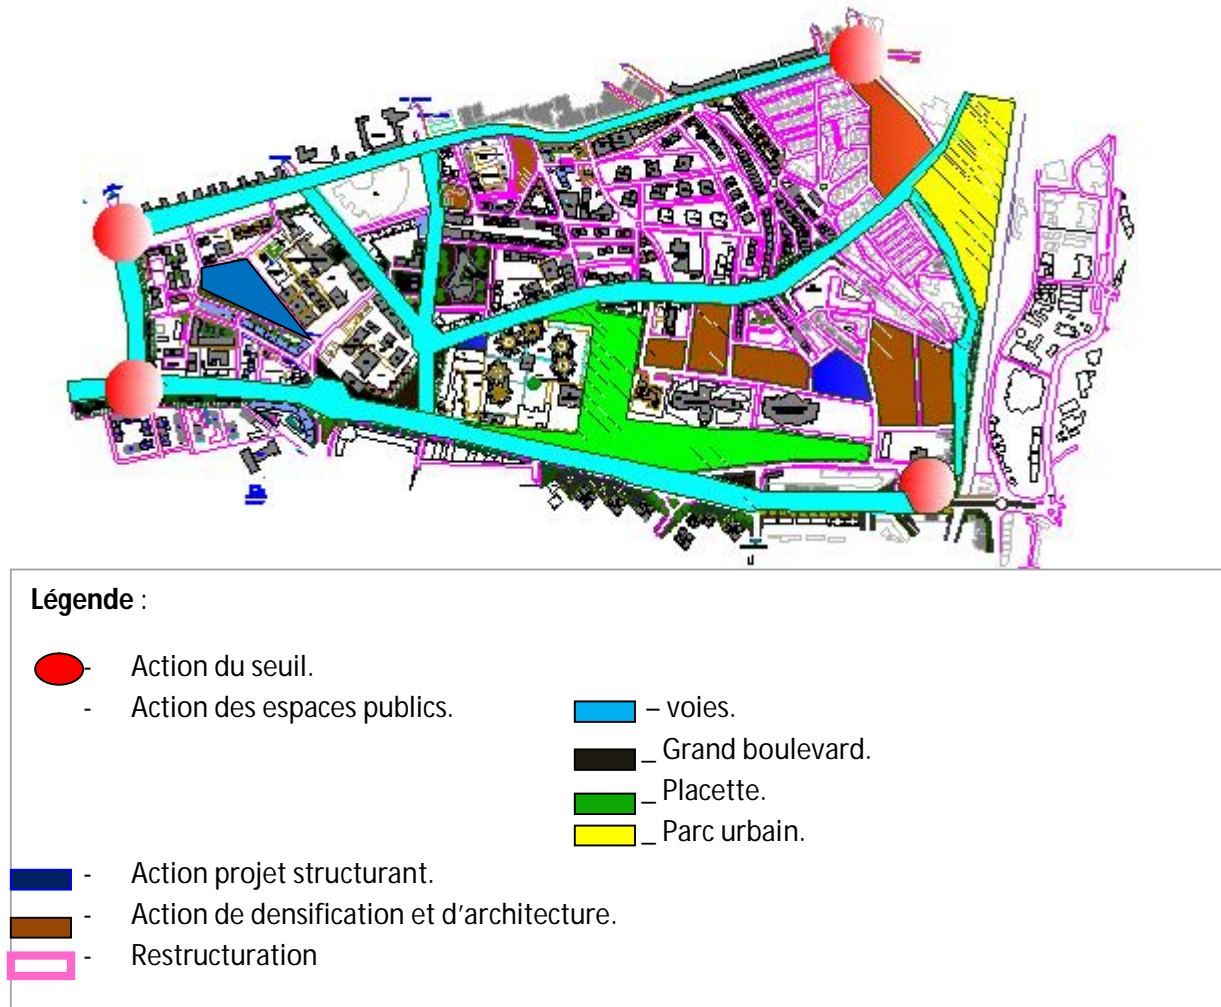 Légende :
- Action du seuil.
- Action des espaces publics.
– voies.
_ Grand boulevard.
_ Placette.
_ Parc urbain.
- Action projet structurant.
- Action de densification et d'architecture.
- Restructuration